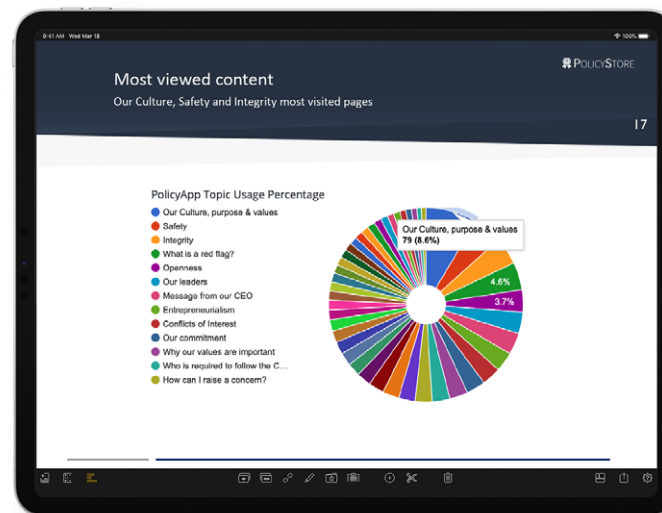 9:41 AM Wed Mar 18
100%
POLICYSTORE
Most viewed content
Our Culture, Safety and Integrity most visited pages
17
PolicyApp Topic Usage Percentage
Our Culture, purpose & values
Safety
Integrity
What is a red flag?
Openness
Our leaders
Message from our CEO
Entrepreneurialism
Conflicts of Interest
Our commitment
Why our values are important
Who is required to follow the C...
How can I raise a concern?
Our Culture, purpose & values
79 (8.6%)
4.6%
3.7%